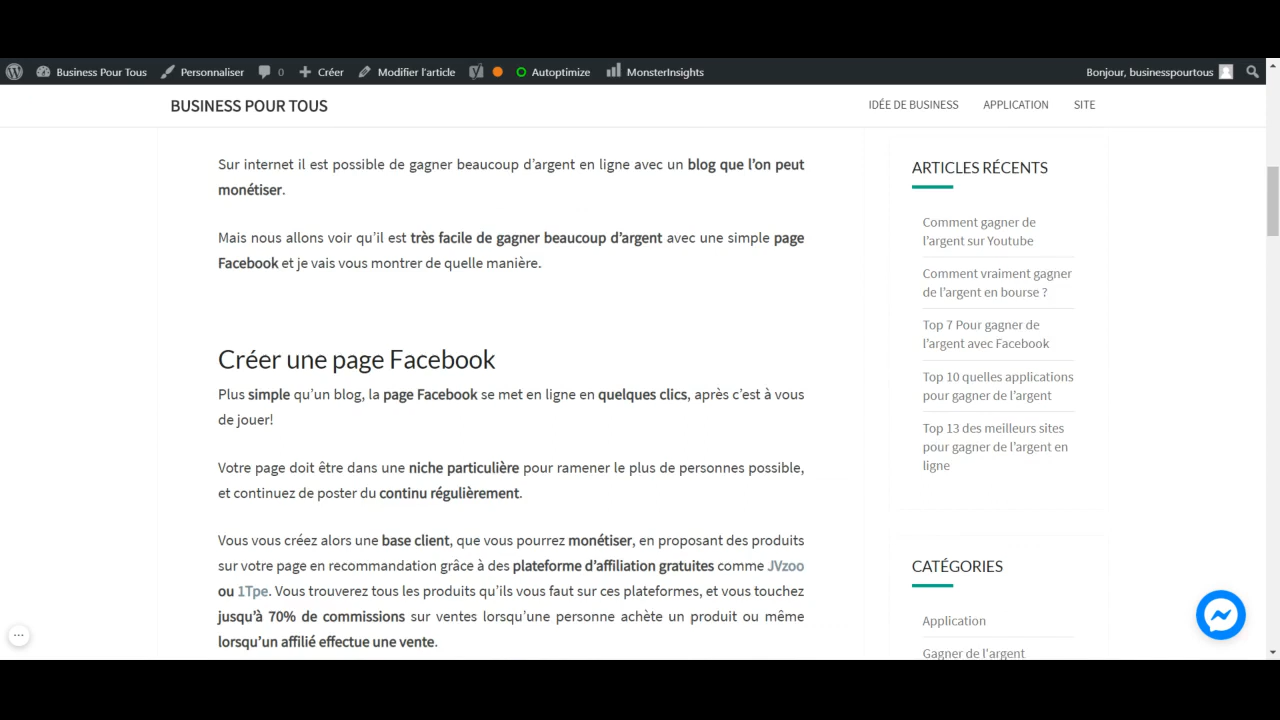 Business Pour Tous
Personnaliser
0
Créer
Modifier l'article
Autoptimize
MonsterInsights
Bonjour, businesspourtous
BUSINESS POUR TOUS
IDÉE DE BUSINESS
APPLICATION
SITE
Sur internet il est possible de gagner beaucoup d’argent en ligne avec un blog que l’on peut
monétiser.
Mais nous allons voir qu’il est très facile de gagner beaucoup d’argent avec une simple page
Facebook et je vais vous montrer de quelle manière.
Créer une page Facebook
Plus simple qu’un blog, la page Facebook se met en ligne en quelques clics, après c’est à vous
de jouer!
Votre page doit être dans une niche particulière pour ramener le plus de personnes possible,
et continuez de poster du continu régulièrement.
Vous vous créez alors une base client, que vous pourrez monétiser, en proposant des produits
sur votre page en recommandation grâce à des plateforme d’affiliation gratuites comme JVzoo
ou 1Tpe. Vous trouverez tous les produits qu’ils vous faut sur ces plateformes, et vous touchez
jusqu’à 70% de commissions sur ventes lorsqu’une personne achète un produit ou même
lorsqu’un affilié effectue une vente.
ARTICLES RÉCENTS
Comment gagner de
l’argent sur Youtube
Comment vraiment gagner
de l’argent en bourse ?
Top 7 Pour gagner de
l’argent avec Facebook
Top 10 quelles applications
pour gagner de l’argent
Top 13 des meilleurs sites
pour gagner de l’argent en
ligne
CATÉGORIES
Application
Gagner de l'argent